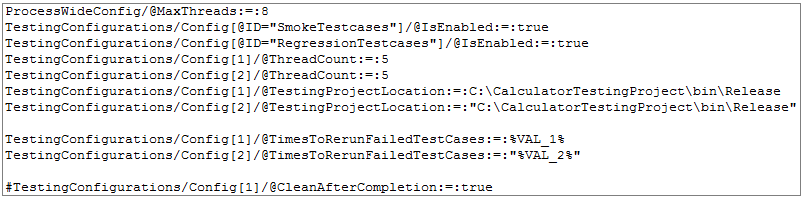 ProcessWideConfig/@MaxThreads:=:8
TestingConfigurations/Config[@ID="SmokeTestcases"]/@IsEnabled:=:true
TestingConfigurations/Config[@ID="RegressionTestcases"]/@IsEnabled:=:true
TestingConfigurations/Config[1]/@ThreadCount:=:5
TestingConfigurations/Config[2]/@ThreadCount:=:5
TestingConfigurations/Config[1]/@TestingProjectLocation:=:C:\CalculatorTestingProject\bin\Release
TestingConfigurations/Config[2]/@TestingProjectLocation:=:"C:\CalculatorTestingProject\bin\Release"
TestingConfigurations/Config[1]/@TimesToRerunFailedTestCases:=:%VAL_1%
TestingConfigurations/Config[2]/@TimesToRerunFailedTestCases:=:"%VAL_2%"
#TestingConfigurations/Config[1]/@CleanAfterCompletion:=:true